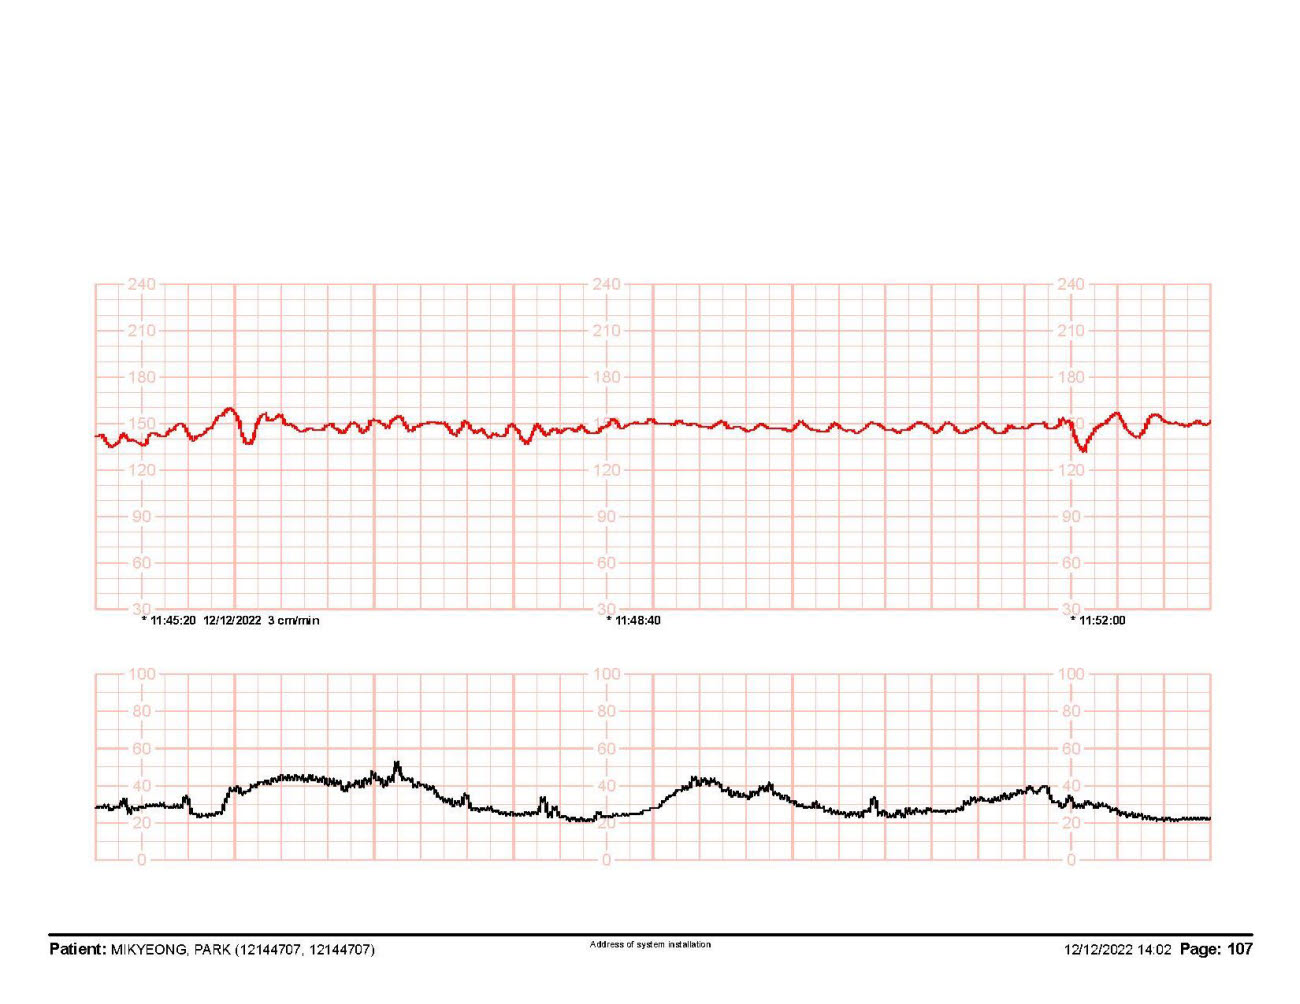 240 240 240
210 210 210
180 180 180
150 150 150
120 120 120
90 90 90
60 60 60
30 30 30
* 11:45:20 12/12/2022 3 cm/min * 11:48:40 * 11:52:00
100 100 100
80 80 80
60 60 60
40 40 40
20 20 20
0 0 0
Patient: MIKYEONG, PARK (12144707, 12144707) Address of system installation 12/12/2022 14:02 Page: 107